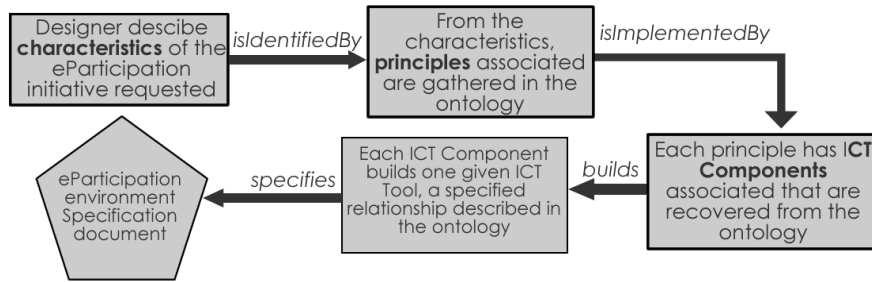 Designer descibe
characteristics of the
eParticipation
initiative requested
isIdentifiedBy
From the
characteristics,
principles associated
are gathered in the
ontology
isImplementedBy
Each principle has ICT
Components
associated that are
recovered from the
ontology
builds
Each ICT Component
builds one given ICT
Tool, a specified
relationship described in
the ontology
specifies
eParticipation
environment
Specification
document